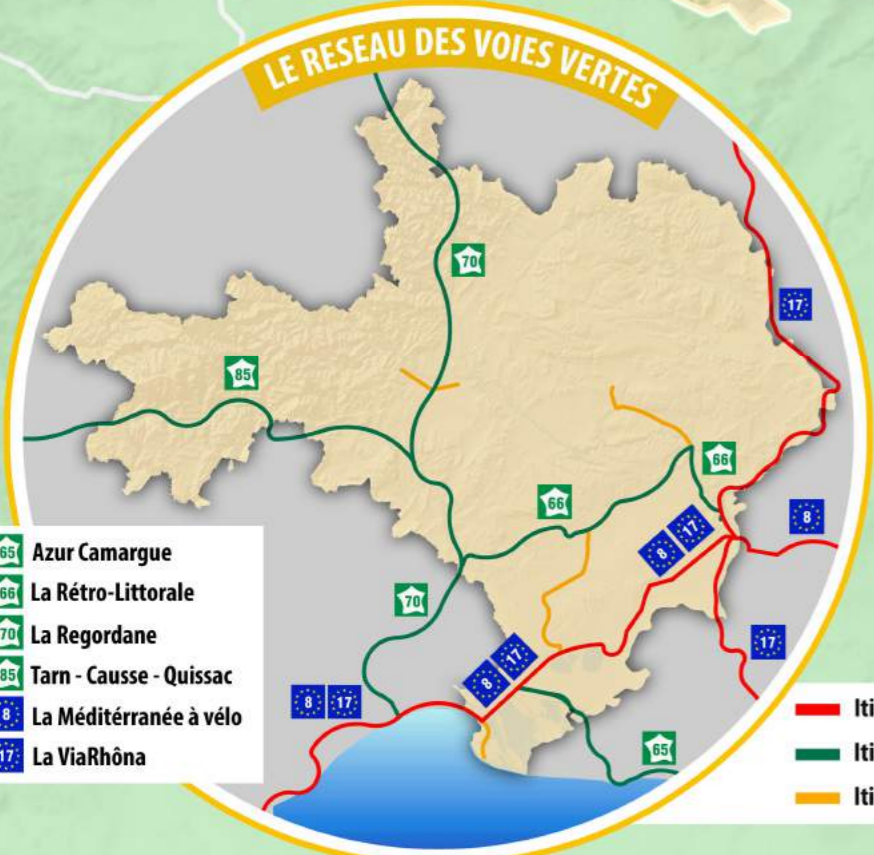 LE RESEAU DES VOIES VERTES
70
17
85
66
66
8
8 17
70
17
8 17
8 17
65
65 Azur Camargue
66 La Rétro-Littorale
70 La Regordane
85 Tarn - Causse - Quissac
8 La Méditérranée à vélo
17 La ViaRhôna
Iti
Iti
Iti